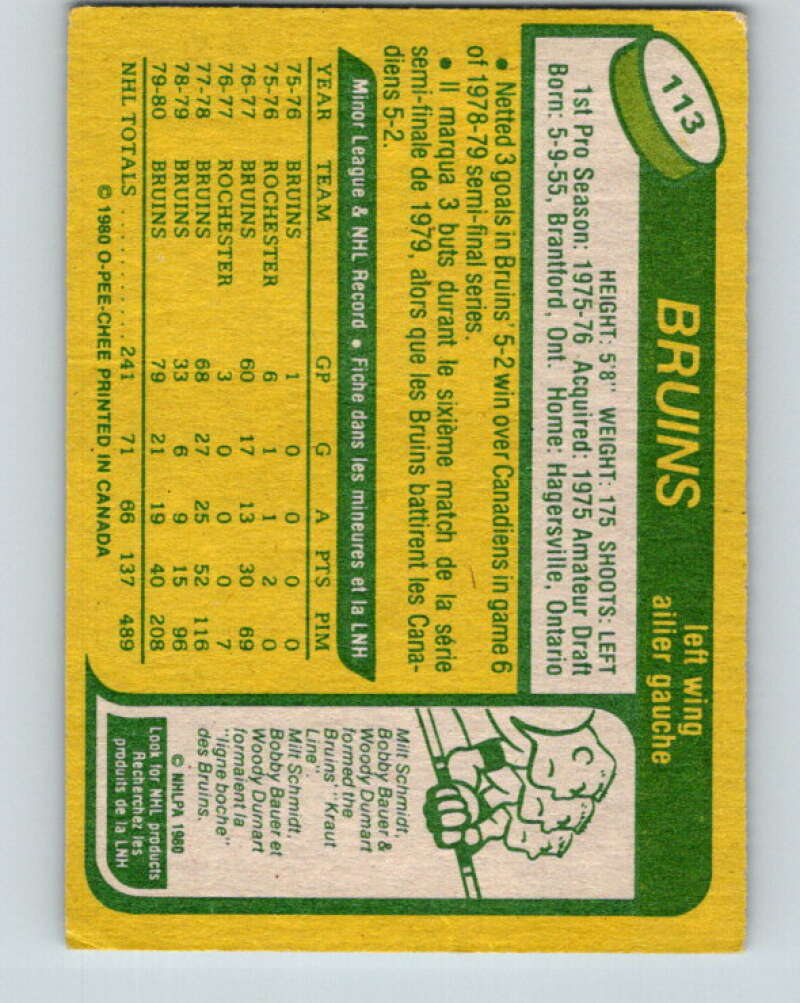 113
BRUINS
left wing
ailier gauche
HEIGHT: 5'8" WEIGHT: 175 SHOOTS: LEFT
1st Pro Season: 1975-76 Acquired: 1975 Amateur Draft
Born: 5-9-55, Brantford, Ont. Home: Hagersville, Ontario
• Netted 3 goals in Bruins' 5-2 win over Canadiens in game 6
of 1978-79 semi-final series.
• Il marqua 3 buts durant le sixième match de la série
semi-finale de 1979, alors que les Bruins battirent les Cana-
diens 5-2.
Minor League & NHL Record • Fiche dans les mineures et la LNH
YEAR TEAM GP G A PTS PIM
75-76 BRUINS 1 0 0 0 0
75-76 ROCHESTER 6 1 1 2 0
76-77 BRUINS 60 17 13 30 69
76-77 ROCHESTER 3 0 0 0 7
77-78 BRUINS 68 27 25 52 116
78-79 BRUINS 33 6 9 15 96
79-80 BRUINS 79 21 19 40 208
NHL TOTALS .......... 241 71 66 137 489
© 1980 O-PEE-CHEE PRINTED IN CANADA
Milt Schmidt,
Bobby Bauer &
Woody Dumart
formed the
Bruins' "Kraut
Line"
Milt Schmidt,
Bobby Bauer et
Woody Dumart
formaient la
"ligne boche"
des Bruins.
© NHLPA 1980
Look for NHL products
Recherchez les
produits de la LNH